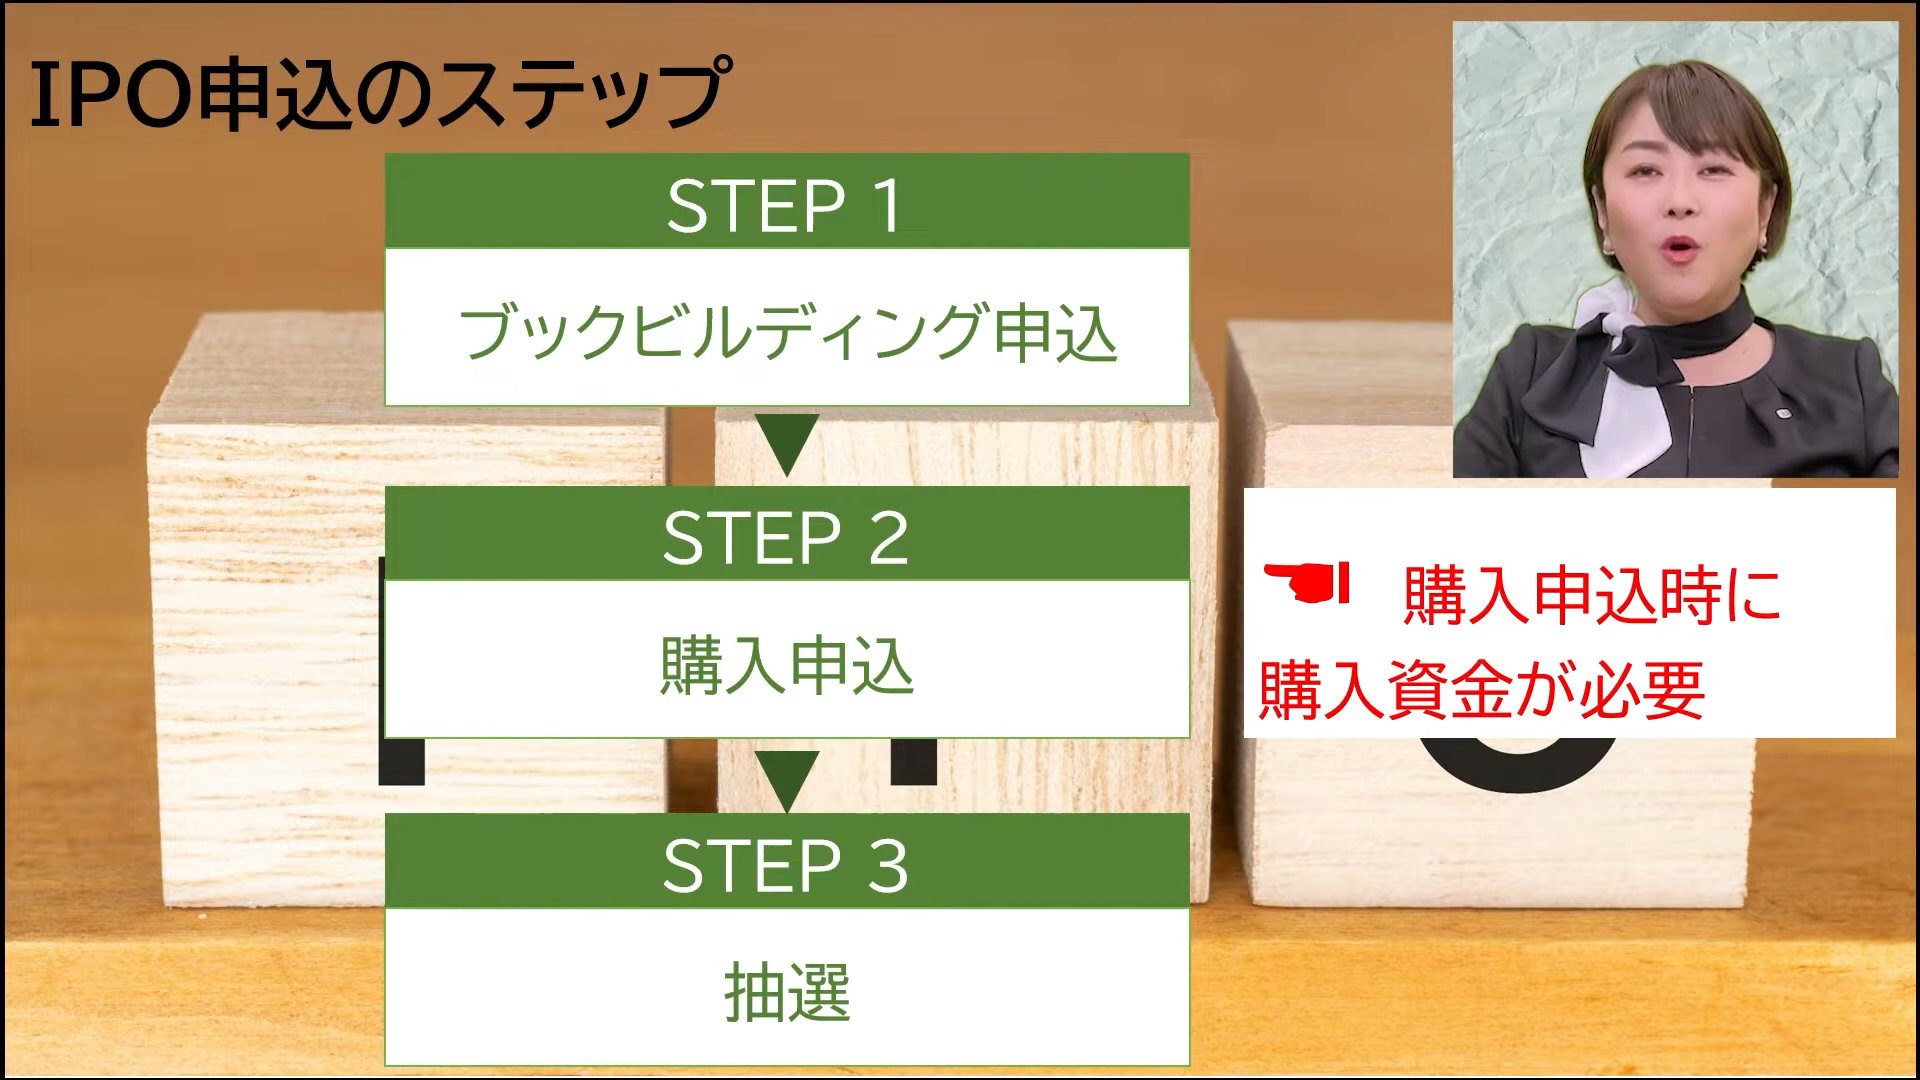 IPO申込のステップ
STEP 1
ブックビルディング申込
STEP 2
購入申込
☚ 購入申込時に
購入資金が必要
STEP 3
抽選